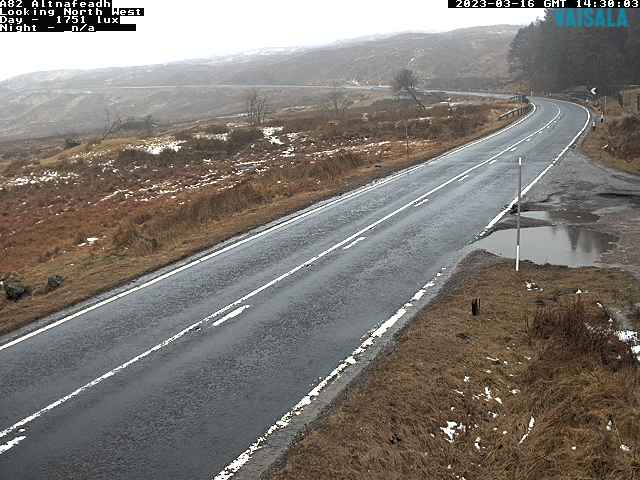 A82 Altnafeadh
Looking North West
Day - 1751 lux
Night - n/a
2023-03-16 GMT 14:30:03
VAISALA